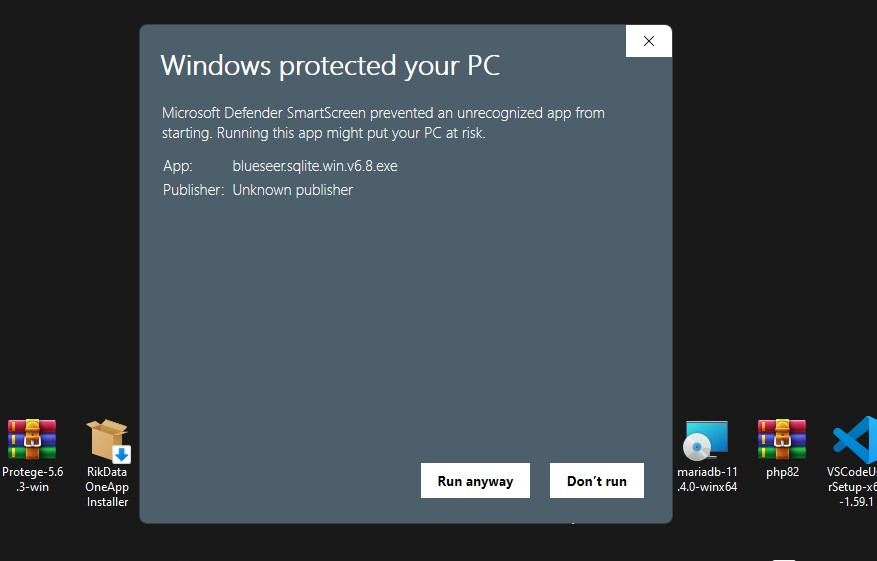 Windows protected your PC
Microsoft Defender SmartScreen prevented an unrecognized app from
starting. Running this app might put your PC at risk.
App: blueseer.sqlite.win.v6.8.exe
Publisher: Unknown publisher
Run anyway Don't run
Protege-5.6
.3-win
RikData
OneApp
Installer
mariadb-11
.4.0-winx64
php82
VSCodeU
rSetup-x6
-1.59.1